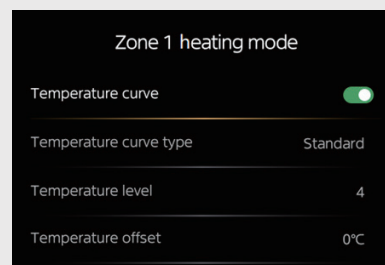 Zone 1 heating mode
Temperature curve
Temperature curve type Standard
Temperature level 4
Temperature offset 0℃